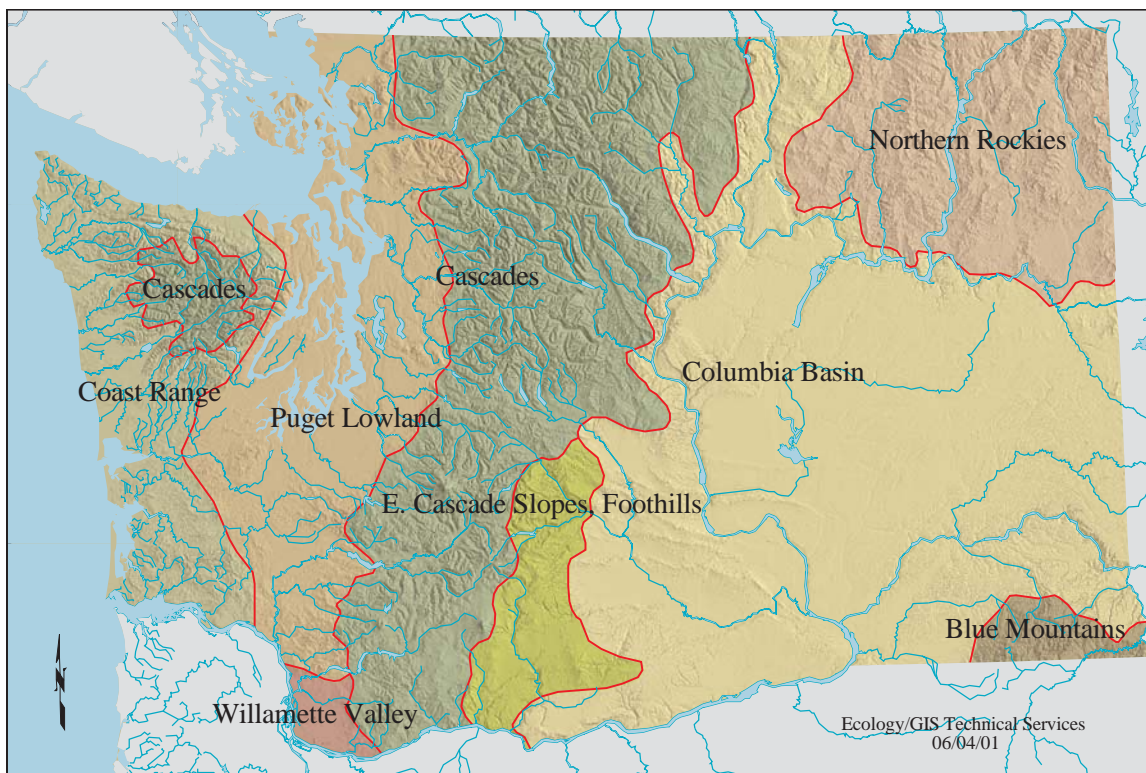 Northern Rockies
Cascades
Cascades
Columbia Basin
Coast Range
Puget Lowland
E. Cascade Slopes, Foothills
Blue Mountains
Willamette Valley
N
Ecology/GIS Technical Services
06/04/01